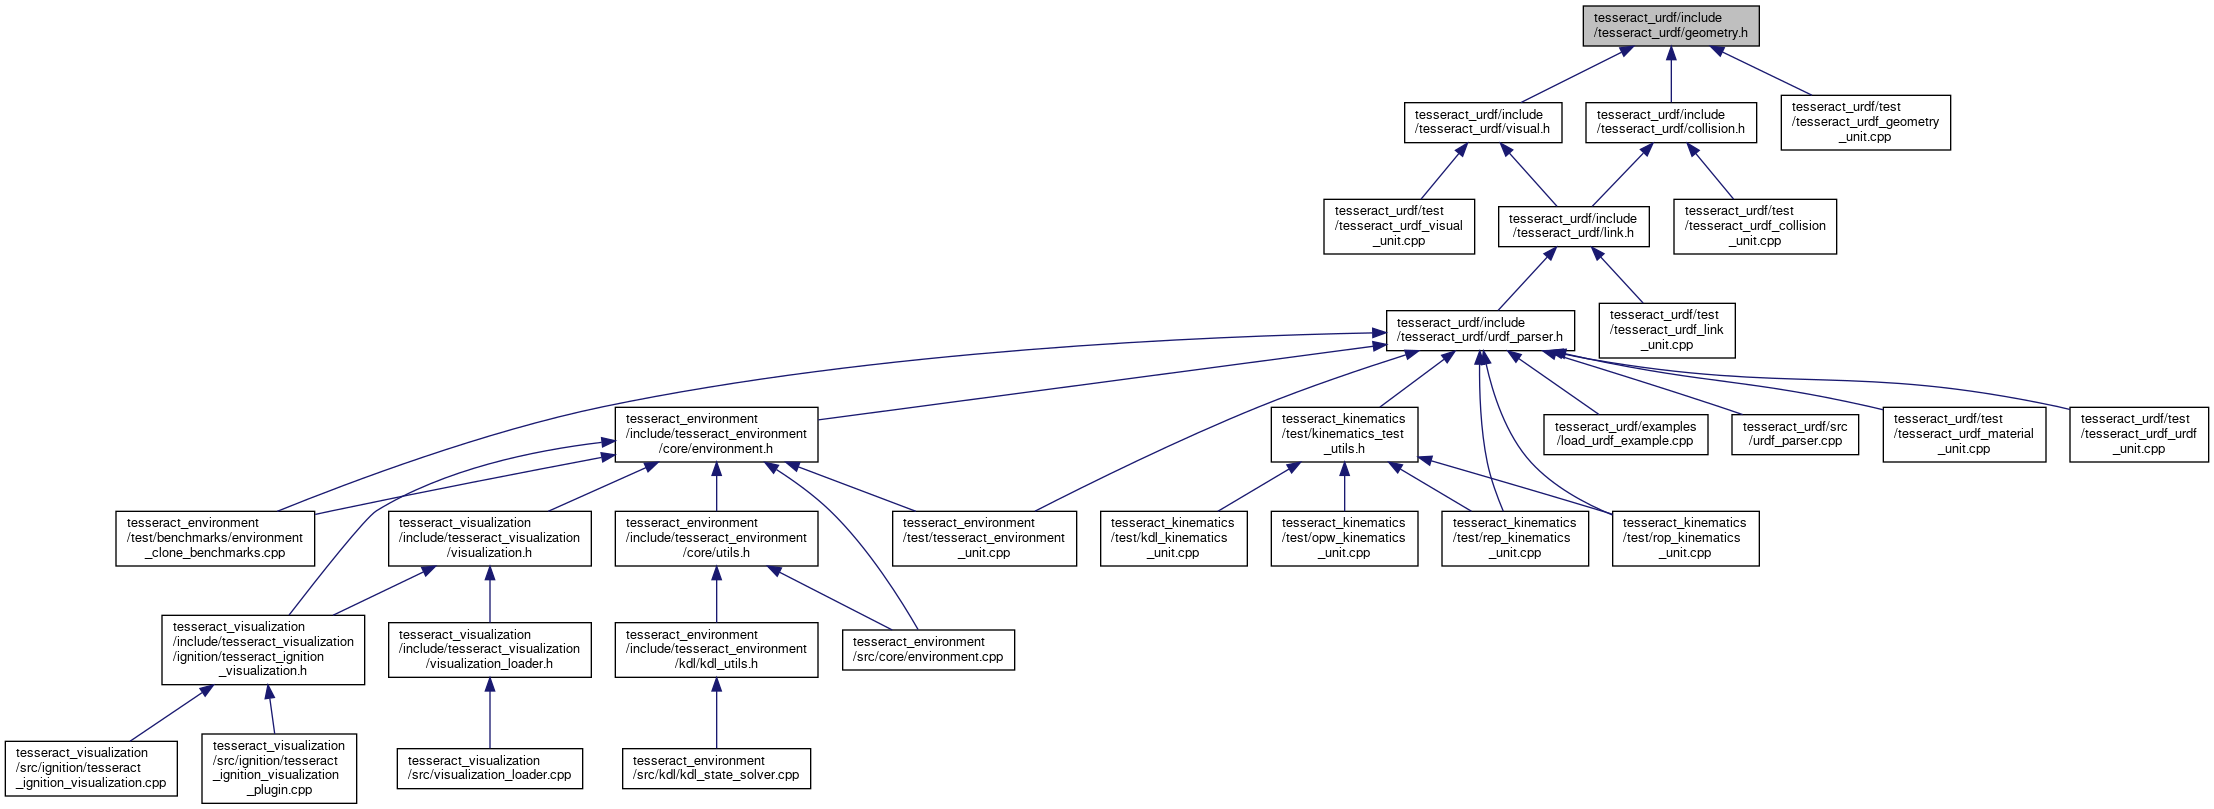 tesseract_urdf/include
/tesseract_urdf/geometry.h
tesseract_urdf/include
/tesseract_urdf/visual.h
tesseract_urdf/include
/tesseract_urdf/collision.h
tesseract_urdf/test
/tesseract_urdf_geometry
_unit.cpp
tesseract_urdf/test
/tesseract_urdf_visual
_unit.cpp
tesseract_urdf/include
/tesseract_urdf/link.h
tesseract_urdf/test
/tesseract_urdf_collision
_unit.cpp
tesseract_urdf/include
/tesseract_urdf/urdf_parser.h
tesseract_urdf/test
/tesseract_urdf_link
_unit.cpp
tesseract_environment
/include/tesseract_environment
/core/environment.h
tesseract_kinematics
/test/kinematics_test
_utils.h
tesseract_urdf/examples
/load_urdf_example.cpp
tesseract_urdf/src
/urdf_parser.cpp
tesseract_urdf/test
/tesseract_urdf_material
_unit.cpp
tesseract_urdf/test
/tesseract_urdf_urdf
_unit.cpp
tesseract_environment
/test/benchmarks/environment
_clone_benchmarks.cpp
tesseract_visualization
/include/tesseract_visualization
/visualization.h
tesseract_environment
/include/tesseract_environment
/core/utils.h
tesseract_environment
/test/tesseract_environment
_unit.cpp
tesseract_kinematics
/test/kdl_kinematics
_unit.cpp
tesseract_kinematics
/test/opw_kinematics
_unit.cpp
tesseract_kinematics
/test/rep_kinematics
_unit.cpp
tesseract_kinematics
/test/rop_kinematics
_unit.cpp
tesseract_visualization
/include/tesseract_visualization
/ignition/tesseract_ignition
_visualization.h
tesseract_visualization
/include/tesseract_visualization
/visualization_loader.h
tesseract_environment
/include/tesseract_environment
/kdl/kdl_utils.h
tesseract_environment
/src/core/environment.cpp
tesseract_visualization
/src/ignition/tesseract
_ignition_visualization.cpp
tesseract_visualization
/src/ignition/tesseract
_ignition_visualization
_plugin.cpp
tesseract_visualization
/src/visualization_loader.cpp
tesseract_environment
/src/kdl/kdl_state_solver.cpp